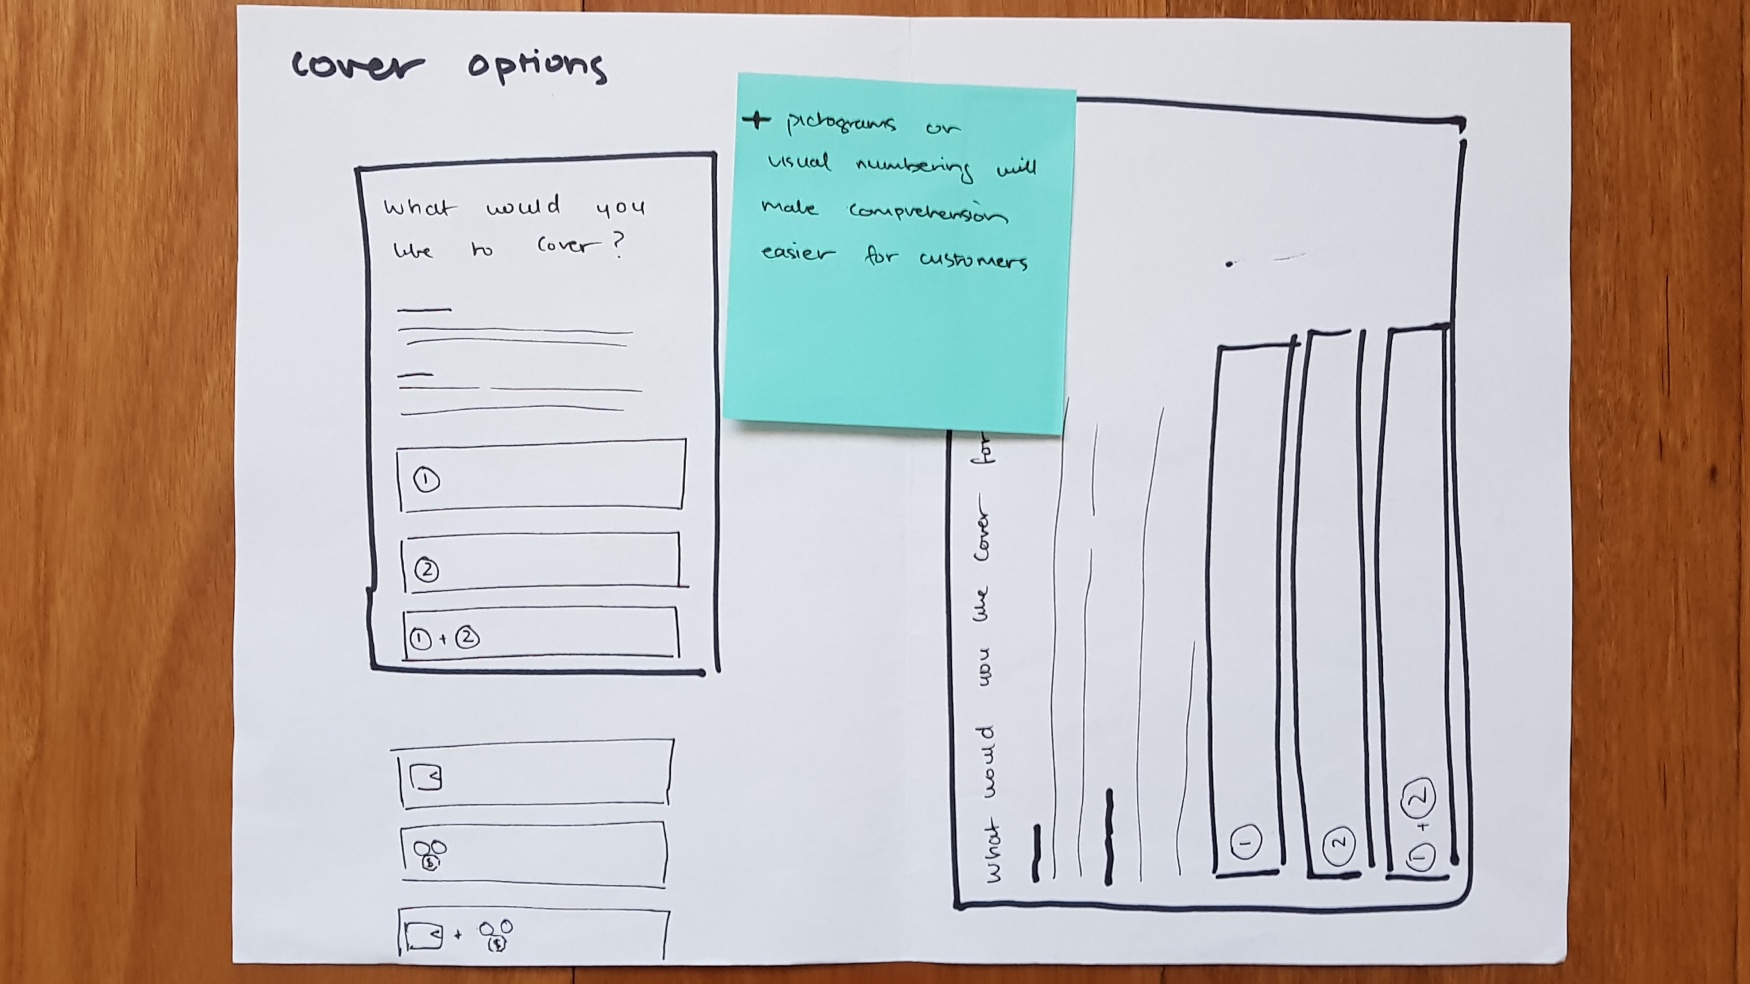 cover options
What would you
like to cover?
①
②
① + ②
+ pictograms or
visual numbering will
make comprehension
easier for customers
What would you like cover for
①
②
① + ②
$
+ $